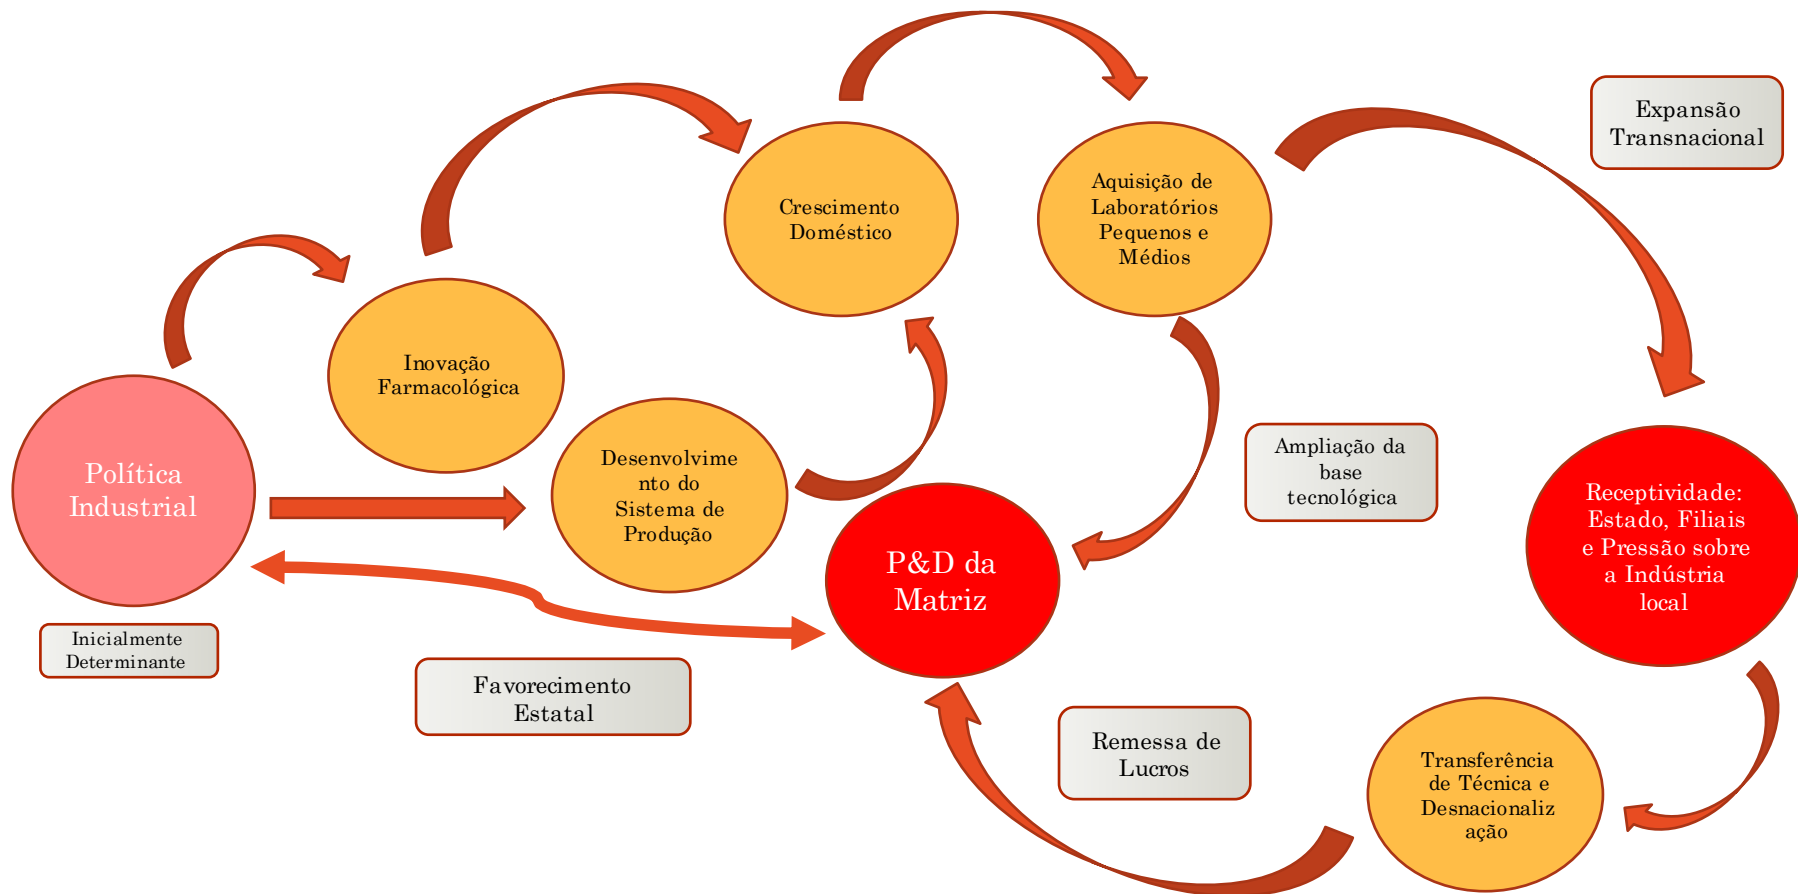 Expansão
Transnacional
Aquisição de
Laboratórios
Pequenos e
Médios
Crescimento
Doméstico
Inovação
Farmacológica
Política
Industrial
Desenvolvime
nto do
Sistema de
Produção
Ampliação da
base
tecnológica
Receptividade:
Estado, Filiais
e Pressão sobre
a Indústria
local
P&D da
Matriz
Inicialmente
Determinante
Favorecimento
Estatal
Remessa de
Lucros
Transferência
de Técnica e
Desnacionaliz
ação